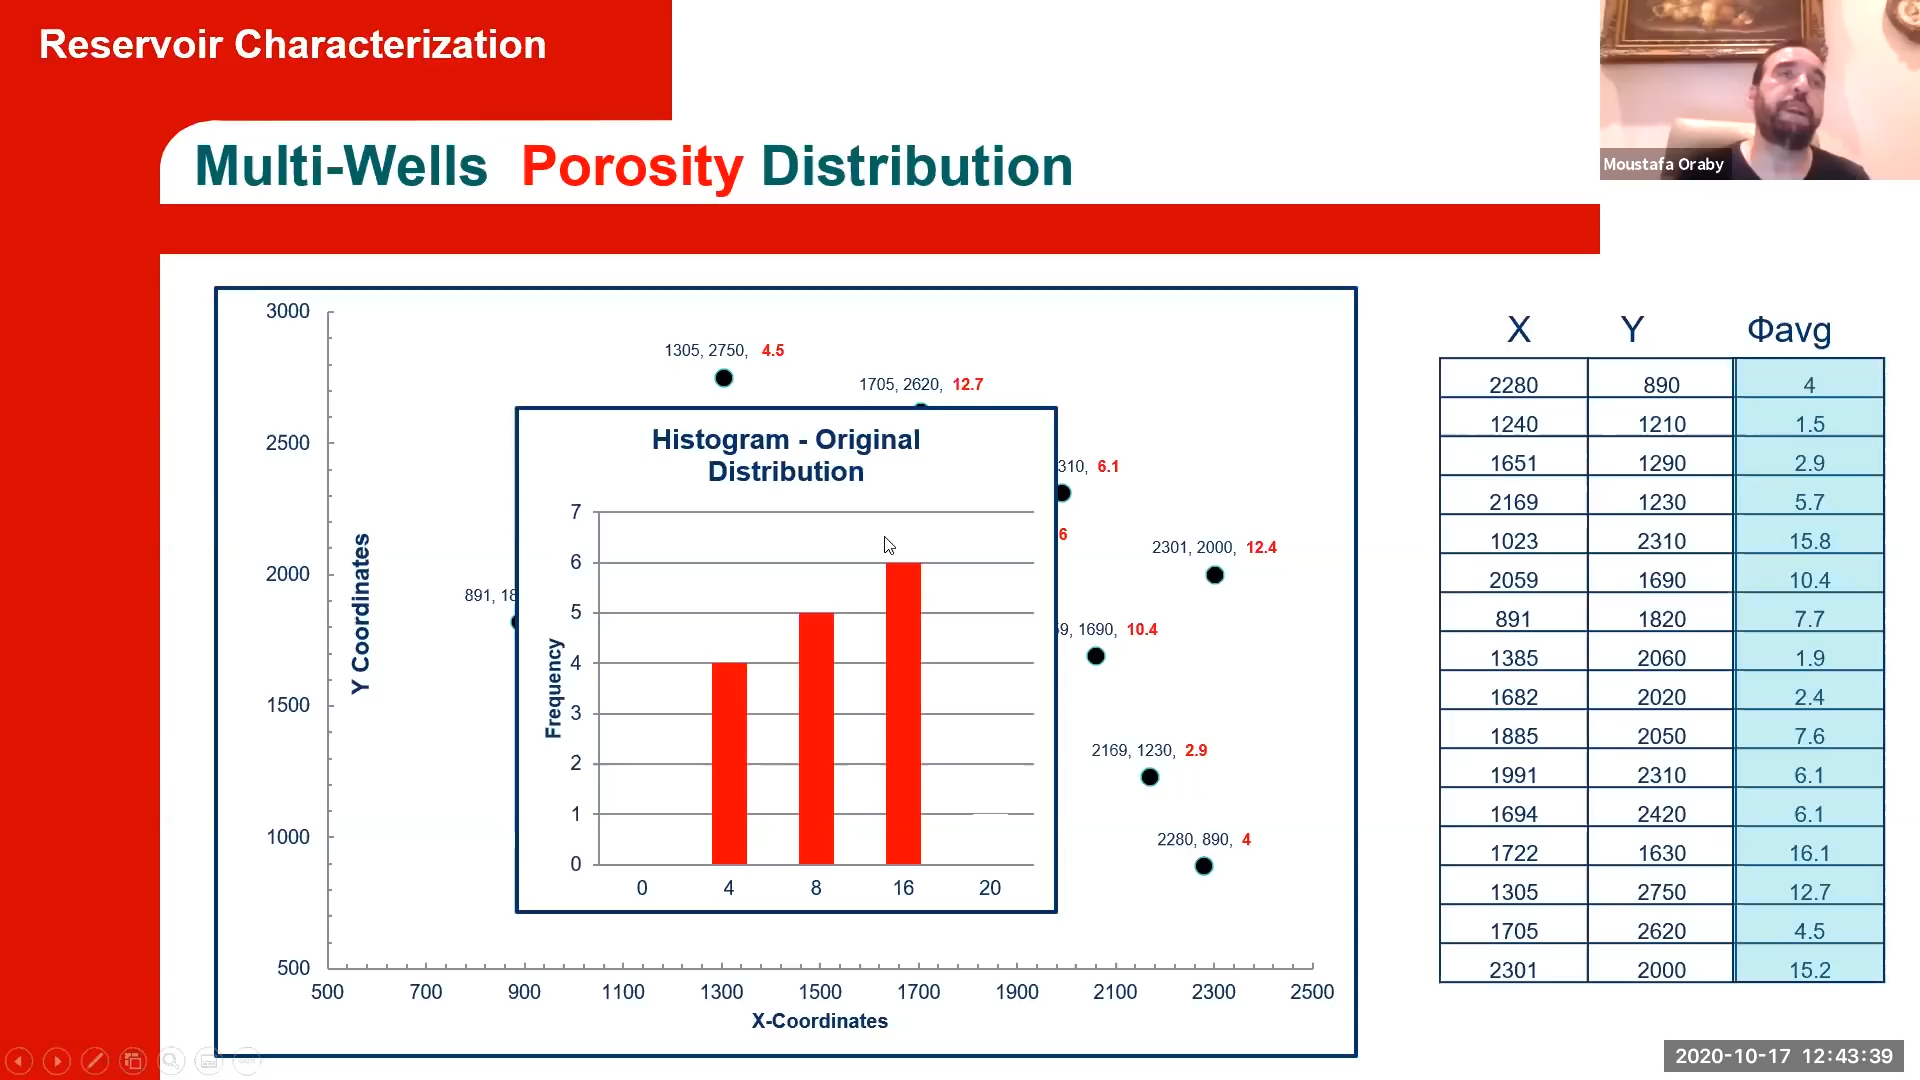 Reservoir Characterization
Moustafa Oraby
Multi-Wells Porosity Distribution
3000
2500
2000
1500
1000
500
Y Coordinates
500 700 900 1100 1300 1500 1700 1900 2100 2300 2500
X-Coordinates
1305, 2750, 4.5
1705, 2620, 12.7
310, 6.1
6
2301, 2000, 12.4
891, 18
9, 1690, 10.4
2169, 1230, 2.9
2280, 890, 4
Histogram - Original
Distribution
7
6
5
4
3
2
1
0
Frequency
0 4 8 16 20
X Y Φavg
2280 890 4
1240 1210 1.5
1651 1290 2.9
2169 1230 5.7
1023 2310 15.8
2059 1690 10.4
891 1820 7.7
1385 2060 1.9
1682 2020 2.4
1885 2050 7.6
1991 2310 6.1
1694 2420 6.1
1722 1630 16.1
1305 2750 12.7
1705 2620 4.5
2301 2000 15.2
2020-10-17 12:43:39